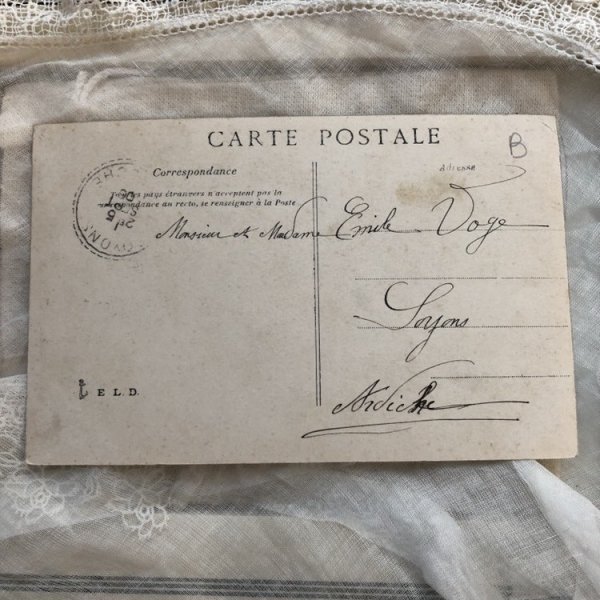 CARTE POSTALE
B
Correspondance
Adresse
Tous les pays étrangers n'acceptent pas la
correspondance au recto, se renseigner à la Poste
Monsieur et Madame Emile Voge
Soyons
Ardèche
E L. D.